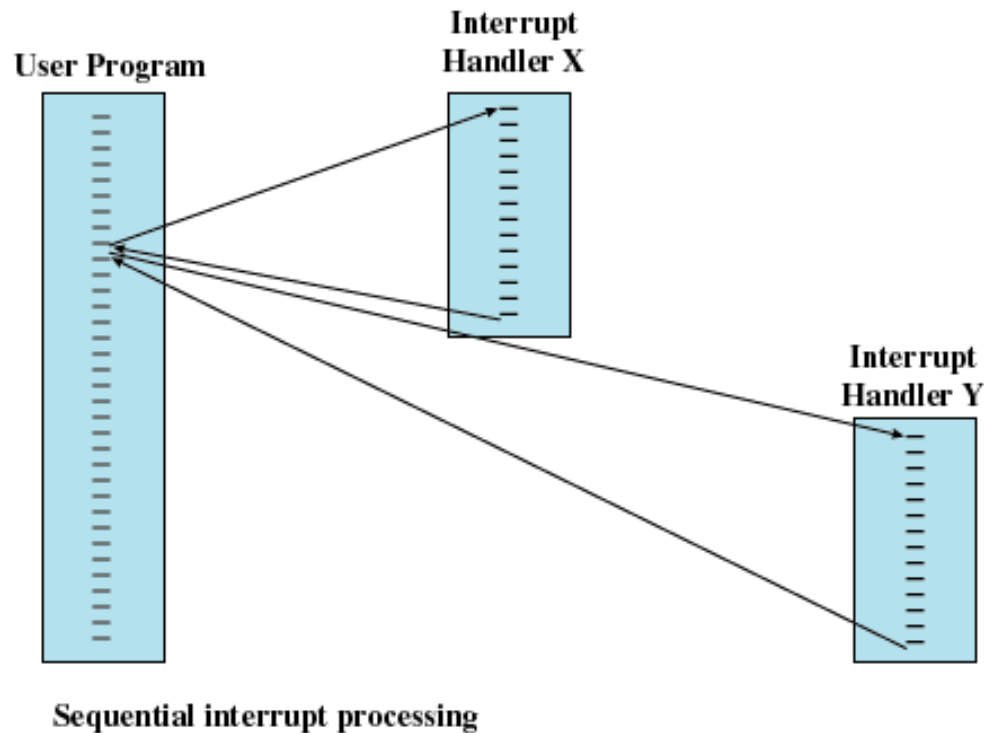 Interrupt
Handler X
User Program
Interrupt
Handler Y
Sequential interrupt processing